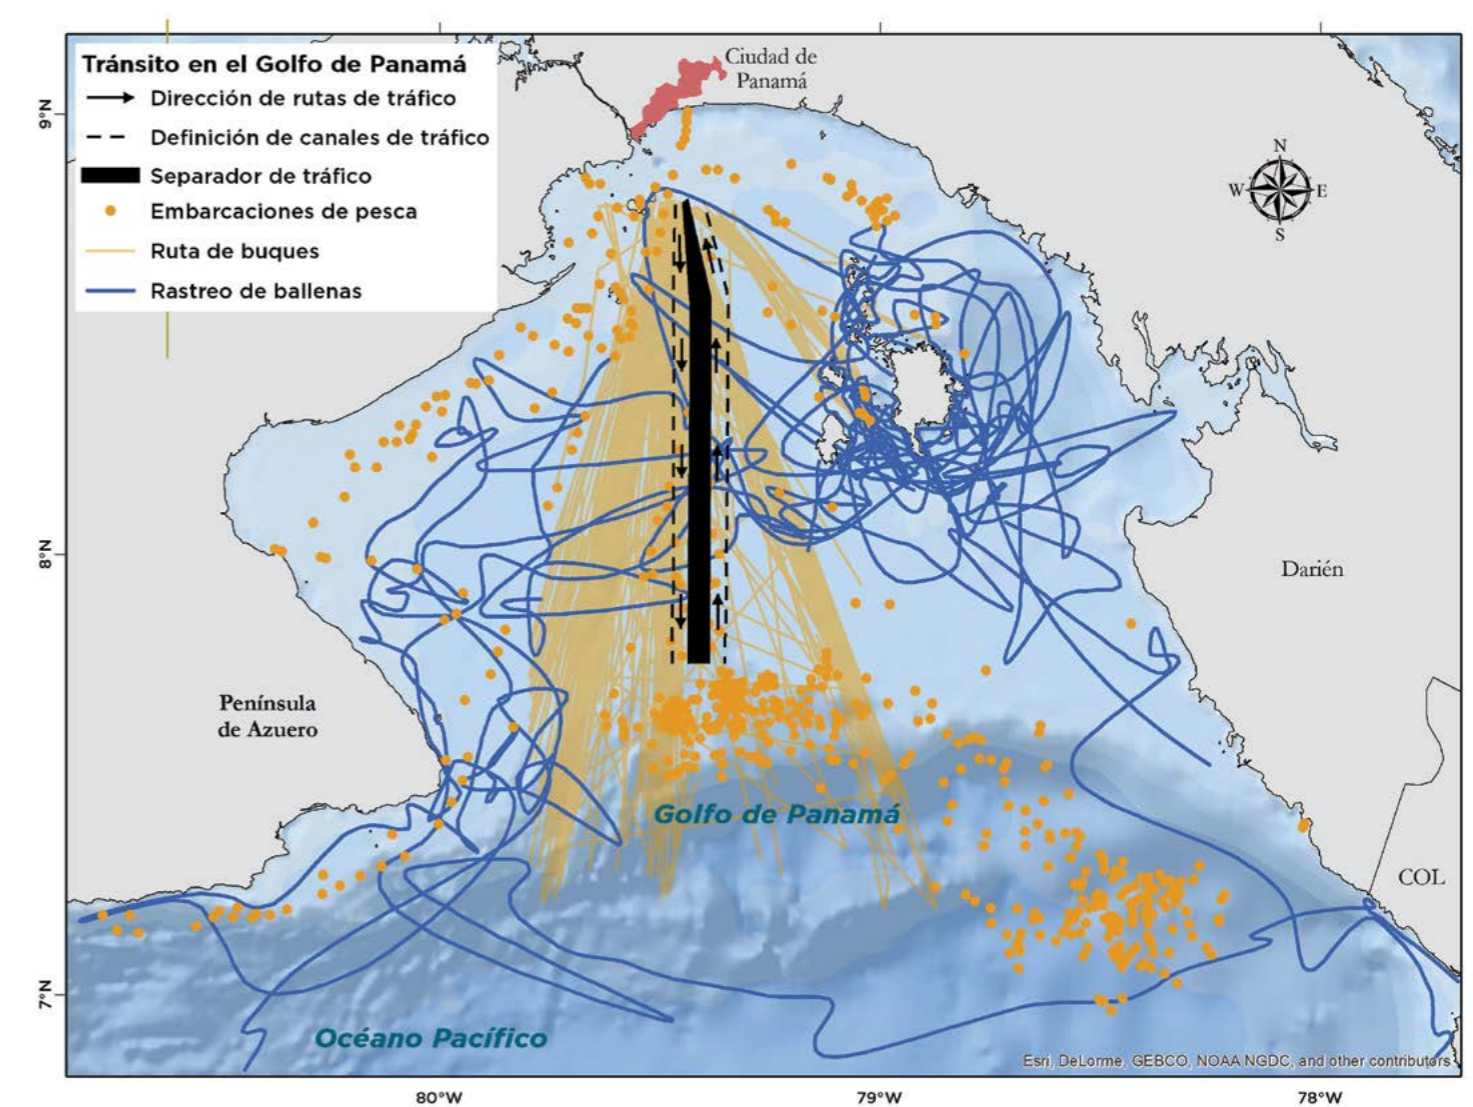 Tránsito en el Golfo de Panamá
Dirección de rutas de tráfico
Definición de canales de tráfico
Separador de tráfico
Embarcaciones de pesca
Ruta de buques
Rastreo de ballenas
Ciudad de
Panamá
N
W
E
S
9°N
8°N
7°N
Darién
Península
de Azuero
Golfo de Panamá
COL
Océano Pacífico
Esri, DeLorme, GEBCO, NOAA NGDC, and other contributors
80°W
79°W
78°W